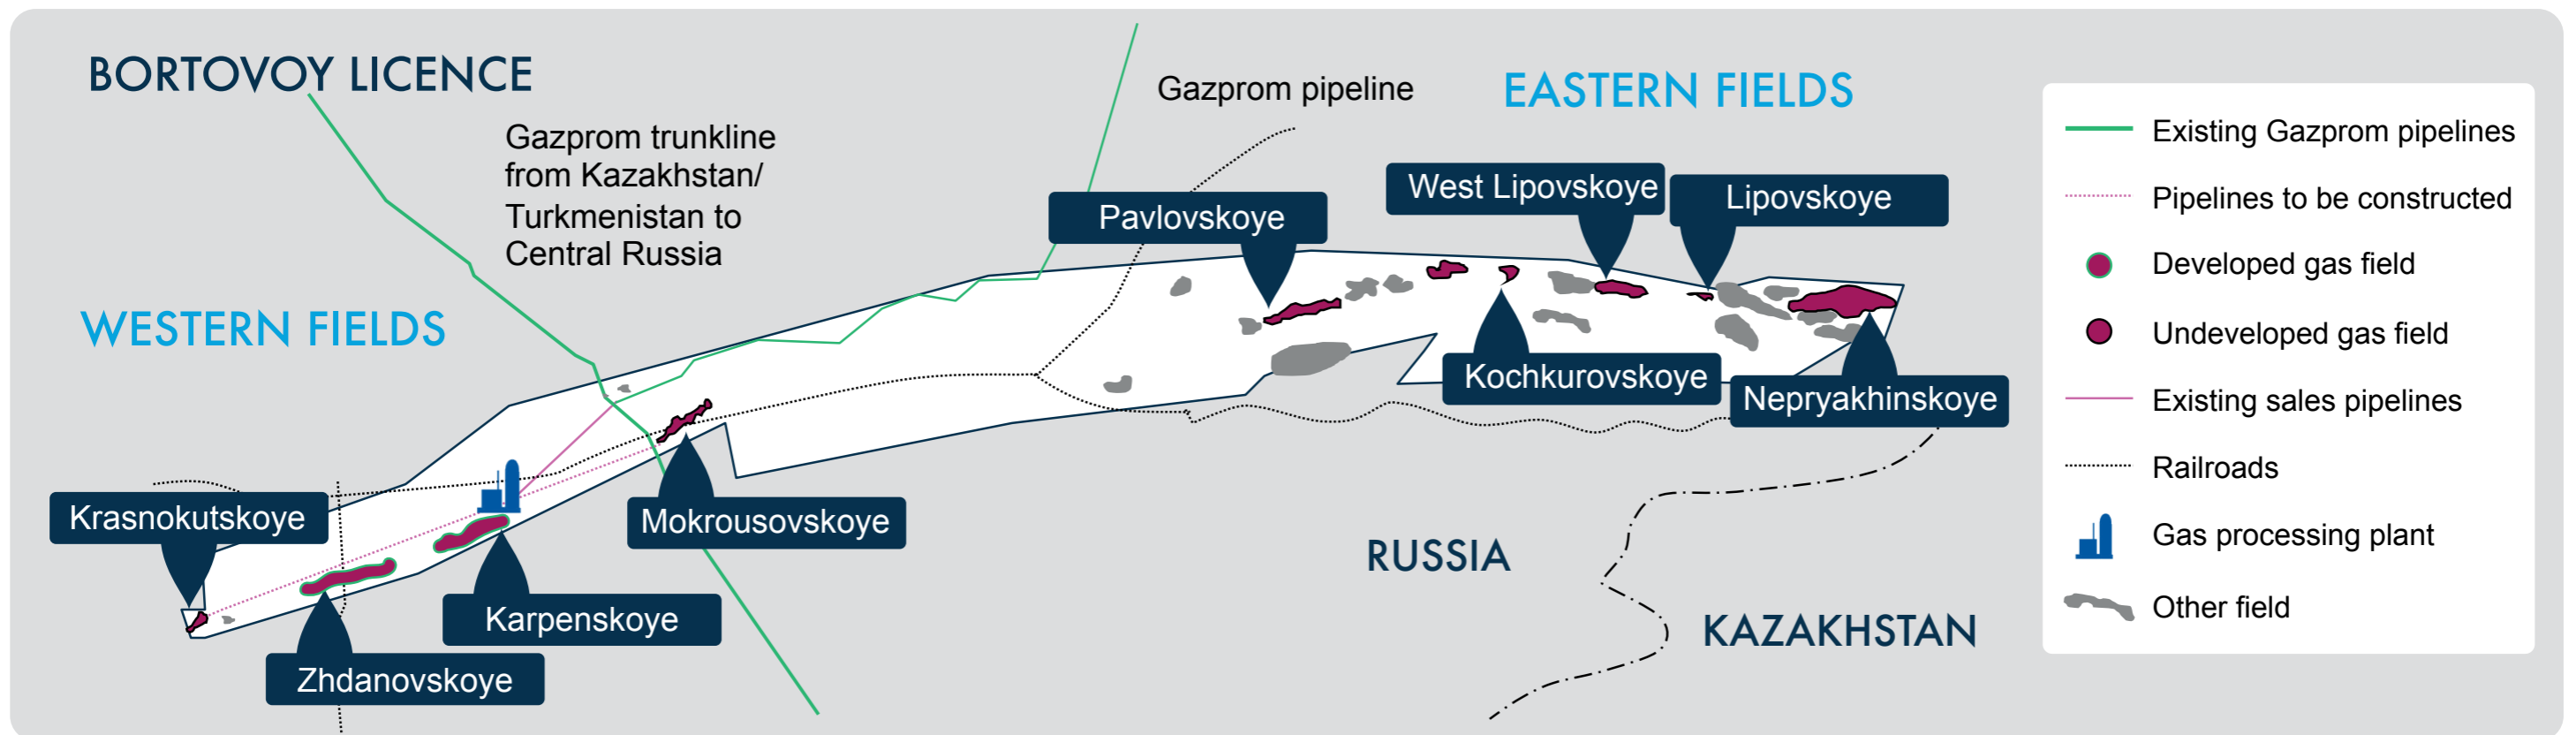 BORTOVOY LICENCE
Gazprom trunkline
from Kazakhstan/
Turkmenistan to
Central Russia
WESTERN FIELDS
Gazprom pipeline
EASTERN FIELDS
Pavlovskoye
West Lipovskoye
Lipovskoye
Kochkurovskoye
Nepryakhinskoye
Krasnokutskoye
Mokrousovskoye
Karpenskoye
Zhdanovskoye
RUSSIA
KAZAKHSTAN
Existing Gazprom pipelines
Pipelines to be constructed
Developed gas field
Undeveloped gas field
Existing sales pipelines
Railroads
Gas processing plant
Other field